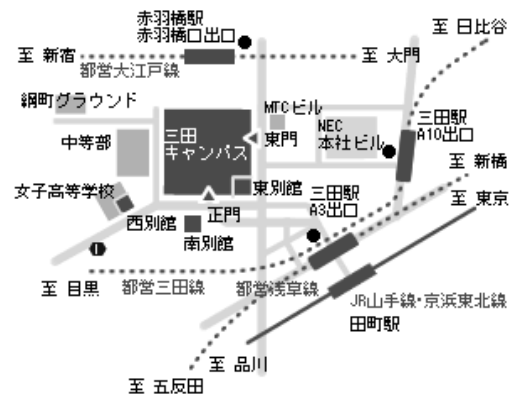 赤羽橋駅
赤羽橋口出口
至 日比谷
至 新宿
至 大門
都営大江戸線
綱町グラウンド
MTCビル
三田駅
A10出口
中等部
三田
キャンパス
東門
NEC
本社ビル
至 新橋
女子高等学校
東別館
三田駅
A3出口
至 東京
西別館
正門
南別館
至 目黒
都営三田線
都営浅草線
JR山手線・京浜東北線
田町駅
至 品川
至 五反田